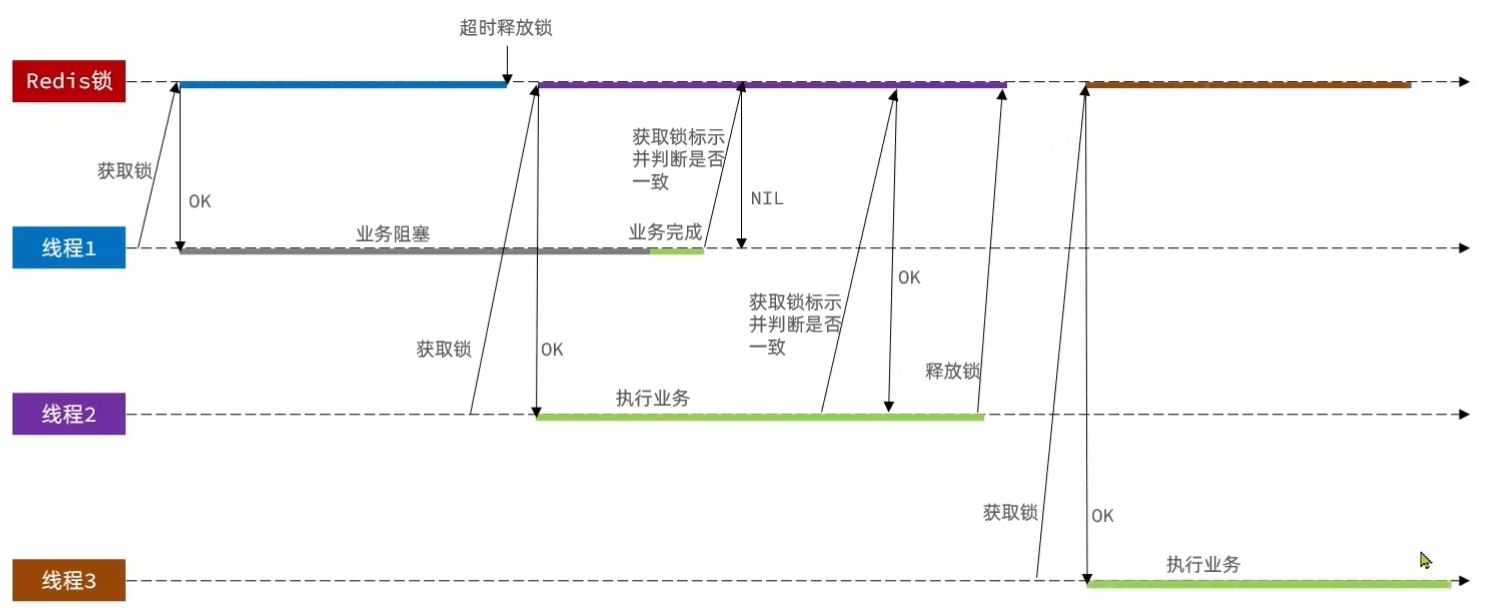 超时释放锁
Redis锁
获取锁标示
并判断是否
一致
获取锁
OK
NIL
业务阻塞
业务完成
线程1
OK
获取锁标示
并判断是否
一致
获取锁
OK
释放锁
执行业务
线程2
获取锁
OK
执行业务
线程3